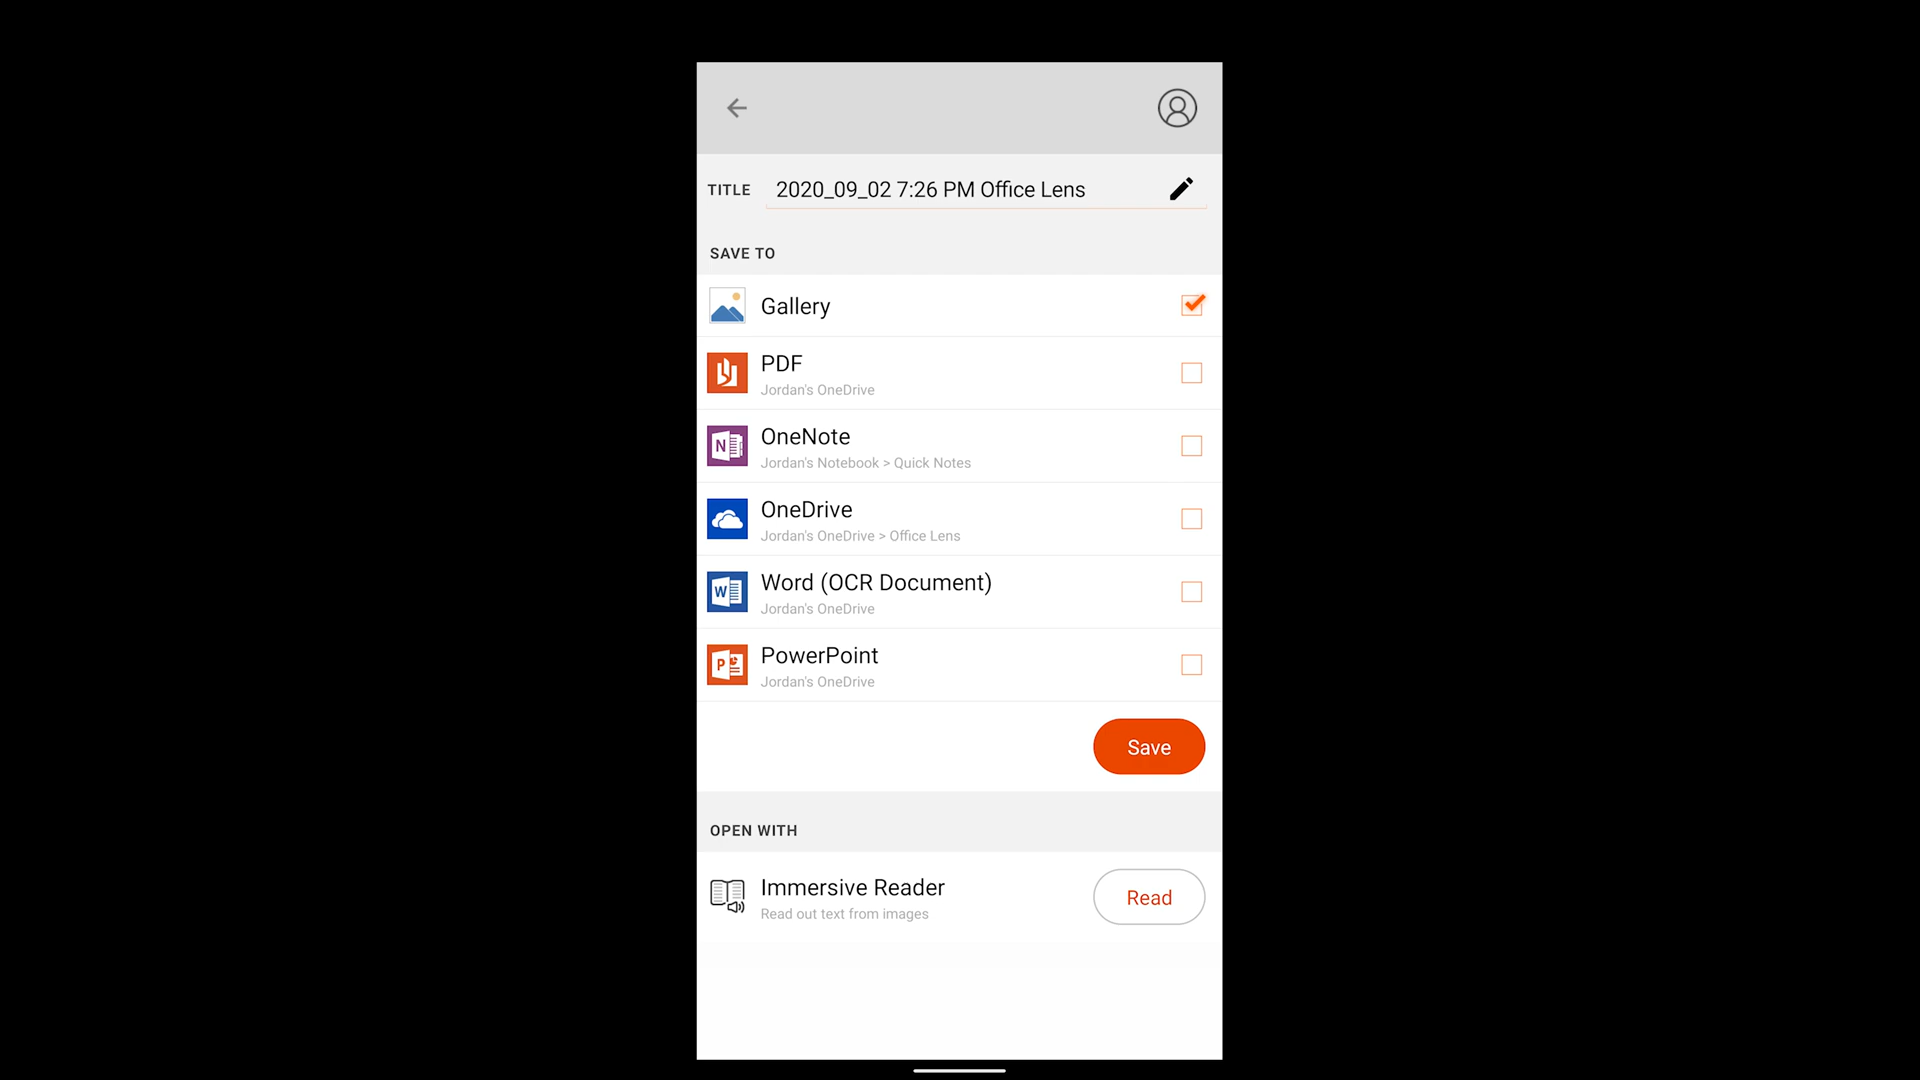 TITLE 2020_09_02 7:26 PM Office Lens
SAVE TO
Gallery
PDF
Jordan's OneDrive
N
OneNote
Jordan's Notebook > Quick Notes
OneDrive
Jordan's OneDrive > Office Lens
W
Word (OCR Document)
Jordan's OneDrive
P
PowerPoint
Jordan's OneDrive
Save
OPEN WITH
Immersive Reader
Read out text from images
Read